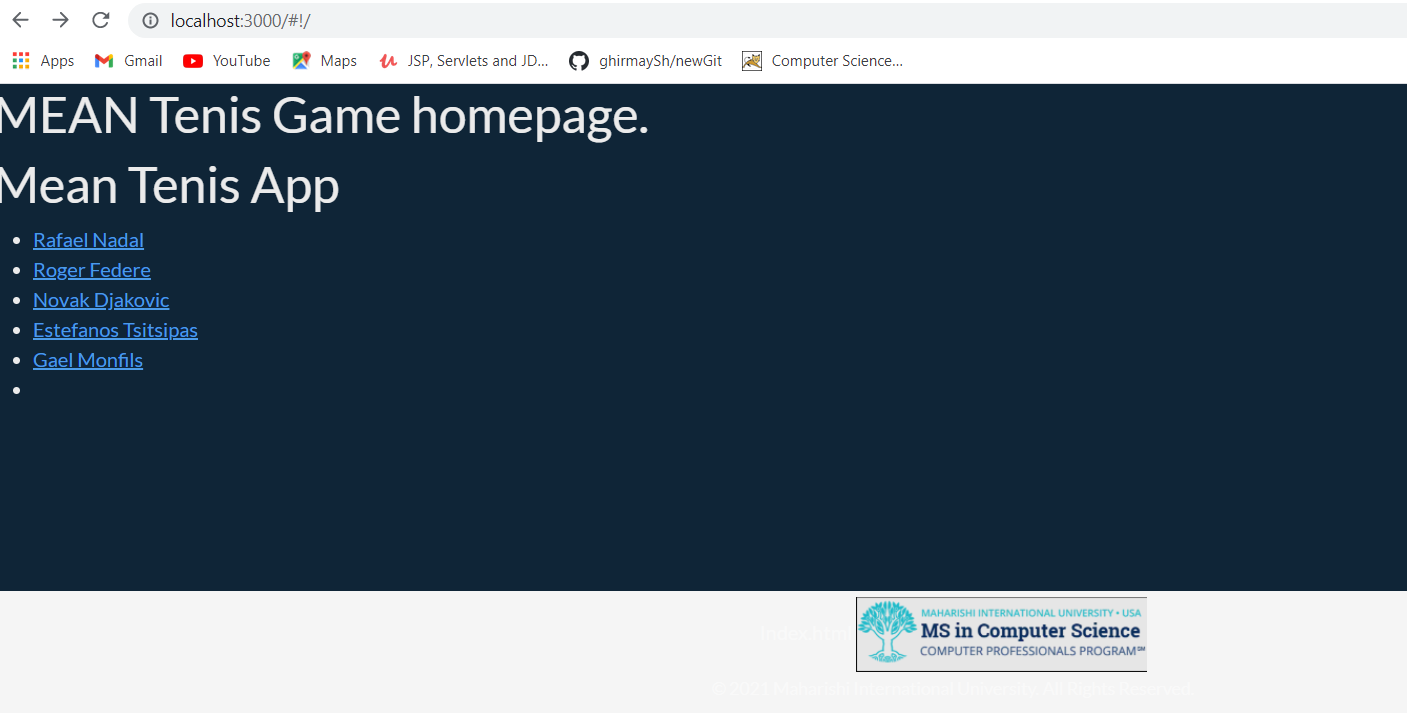 localhost:3000/#!/
Apps Gmail YouTube Maps JSP, Servlets and JD... ghirmaySh/newGit Computer Science...
MEAN Tenis Game homepage.
Mean Tenis App
Rafael Nadal
Roger Federe
Novak Djakovic
Estefanos Tsitsipas
Gael Monfils
MAHARISHI INTERNATIONAL UNIVERSITY • USA
Index.html MS in Computer Science
COMPUTER PROFESSIONALS PROGRAM℠
© 2021 Maharishi International University. All Rights Reserved